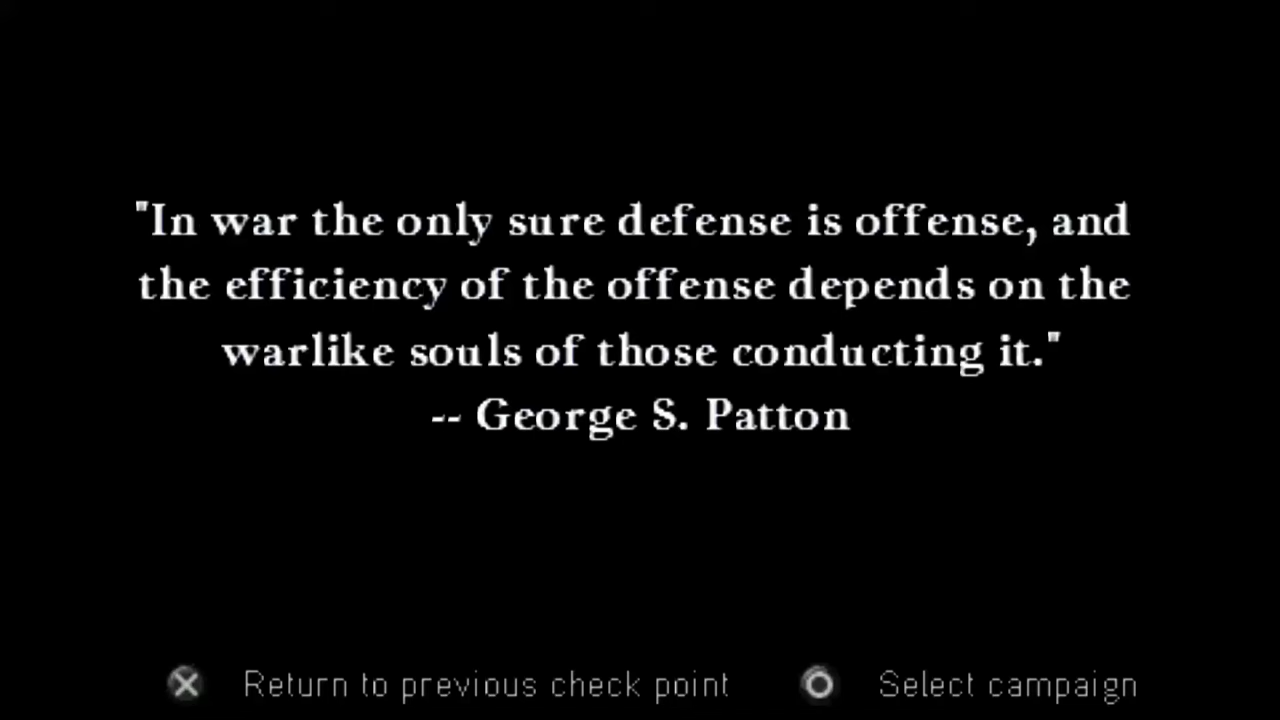 "In war the only sure defense is offense, and
the efficiency of the offense depends on the
warlike souls of those conducting it."
-- George S. Patton
Return to previous check point
Select campaign